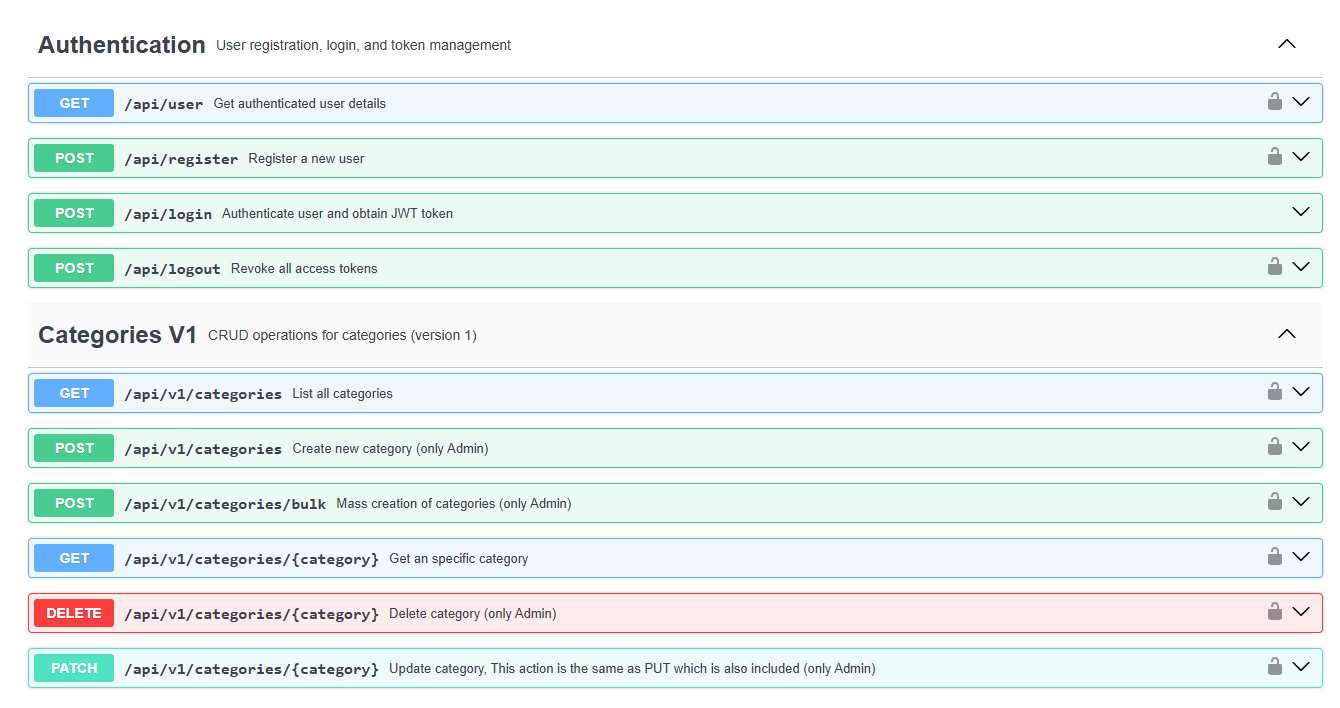 Authentication User registration, login, and token management
GET /api/user Get authenticated user details
POST /api/register Register a new user
POST /api/login Authenticate user and obtain JWT token
POST /api/logout Revoke all access tokens
Categories V1 CRUD operations for categories (version 1)
GET /api/v1/categories List all categories
POST /api/v1/categories Create new category (only Admin)
POST /api/v1/categories/bulk Mass creation of categories (only Admin)
GET /api/v1/categories/{category} Get an specific category
DELETE /api/v1/categories/{category} Delete category (only Admin)
PATCH /api/v1/categories/{category} Update category, This action is the same as PUT which is also included (only Admin)